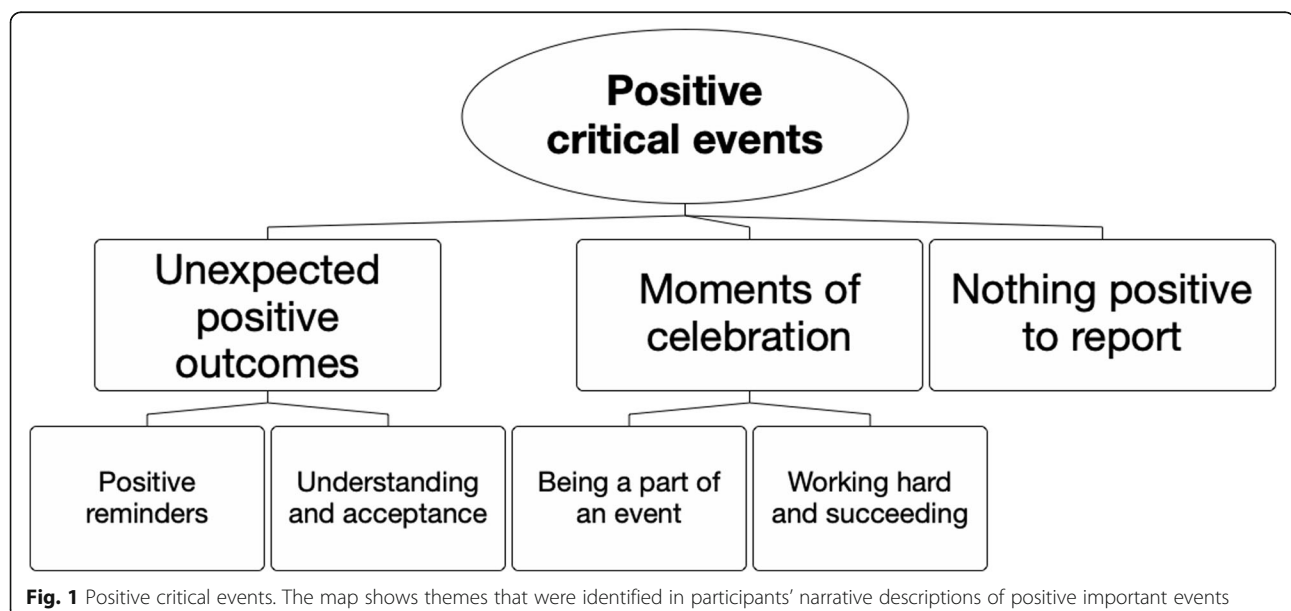 Positive
critical events
Unexpected
positive
outcomes
Moments of
celebration
Nothing positive
to report
Positive
reminders
Understanding
and acceptance
Being a part of
an event
Working hard
and succeeding
Fig. 1 Positive critical events. The map shows themes that were identified in participants’ narrative descriptions of positive important events